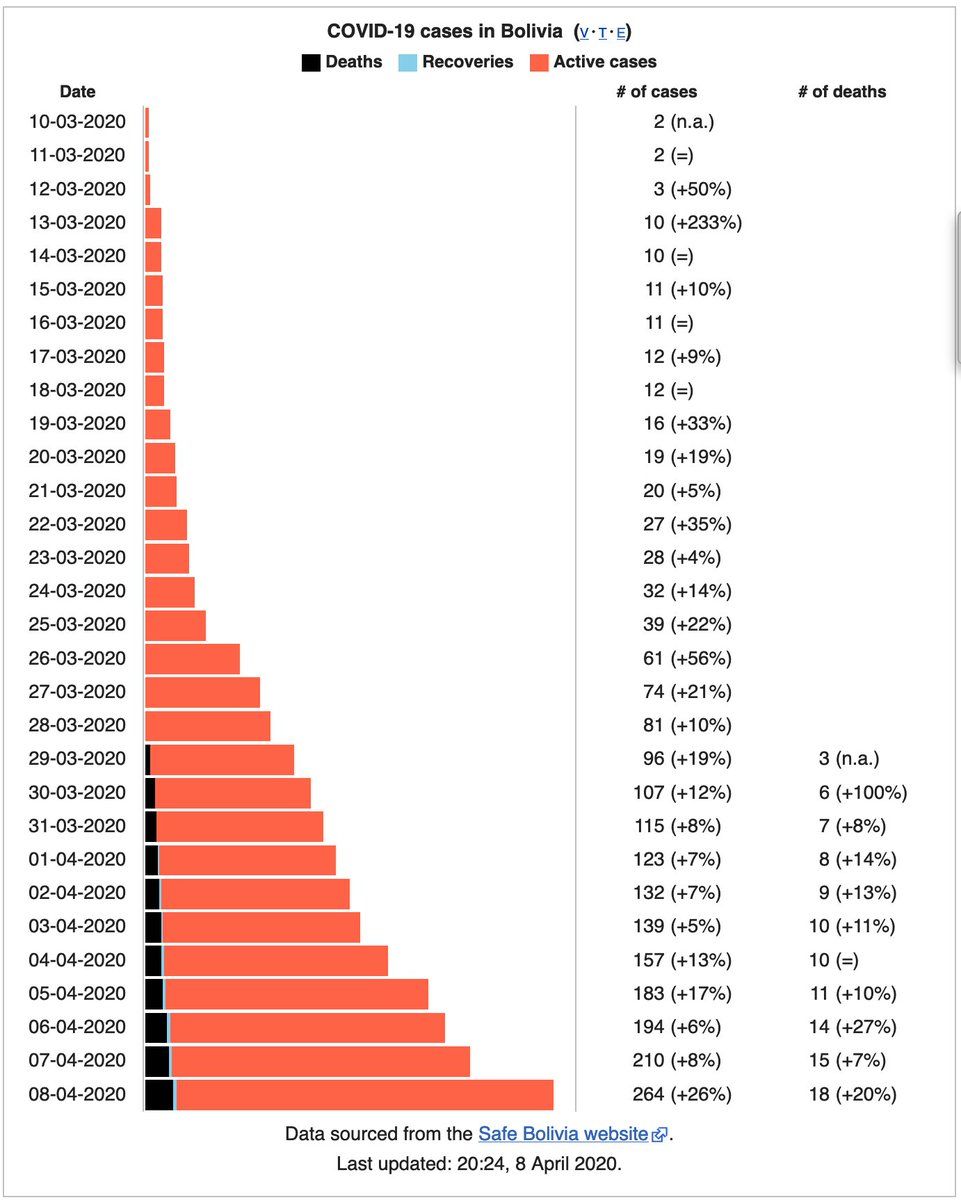 COVID-19 cases in Bolivia (V·T·E)
Deaths Recoveries Active cases
Date # of cases # of deaths
10-03-2020 2 (n.a.)
11-03-2020 2 (=)
12-03-2020 3 (+50%)
13-03-2020 10 (+233%)
14-03-2020 10 (=)
15-03-2020 11 (+10%)
16-03-2020 11 (=)
17-03-2020 12 (+9%)
18-03-2020 12 (=)
19-03-2020 16 (+33%)
20-03-2020 19 (+19%)
21-03-2020 20 (+5%)
22-03-2020 27 (+35%)
23-03-2020 28 (+4%)
24-03-2020 32 (+14%)
25-03-2020 39 (+22%)
26-03-2020 61 (+56%)
27-03-2020 74 (+21%)
28-03-2020 81 (+10%)
29-03-2020 96 (+19%) 3 (n.a.)
30-03-2020 107 (+12%) 6 (+100%)
31-03-2020 115 (+8%) 7 (+8%)
01-04-2020 123 (+7%) 8 (+14%)
02-04-2020 132 (+7%) 9 (+13%)
03-04-2020 139 (+5%) 10 (+11%)
04-04-2020 157 (+13%) 10 (=)
05-04-2020 183 (+17%) 11 (+10%)
06-04-2020 194 (+6%) 14 (+27%)
07-04-2020 210 (+8%) 15 (+7%)
08-04-2020 264 (+26%) 18 (+20%)
Data sourced from the Safe Bolivia website.
Last updated: 20:24, 8 April 2020.